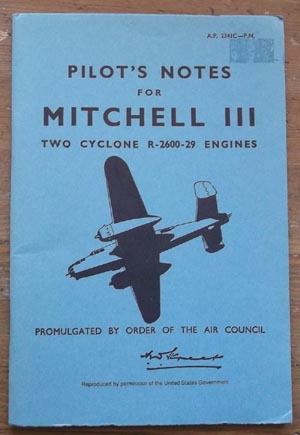 A.P. 2341C—P.N.
PILOT'S NOTES
FOR
MITCHELL III
TWO CYCLONE R-2600-29 ENGINES
PROMULGATED BY ORDER OF THE AIR COUNCIL
Reproduced by permission of the United States Government